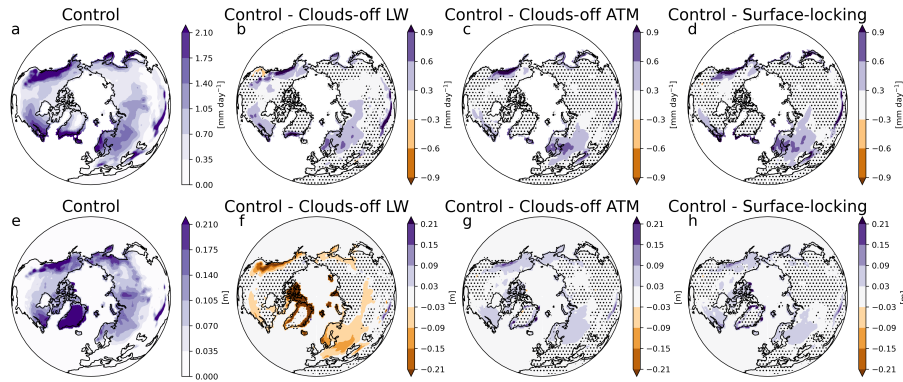 Control
Control - Clouds-off LW
Control - Clouds-off ATM
Control - Surface-locking
a
b
c
d
2.10
1.75
1.40
1.05
0.70
0.35
0.00
[mm day⁻¹]
0.9
0.6
0.3
−0.3
−0.6
−0.9
[mm day⁻¹]
0.9
0.6
0.3
−0.3
−0.6
−0.9
[mm day⁻¹]
0.9
0.6
0.3
−0.3
−0.6
−0.9
[mm day⁻¹]
Control
Control - Clouds-off LW
Control - Clouds-off ATM
Control - Surface-locking
e
f
g
h
0.210
0.175
0.140
0.105
0.070
0.035
0.000
[m]
0.21
0.15
0.09
0.03
−0.03
−0.09
−0.15
−0.21
[m]
0.21
0.15
0.09
0.03
−0.03
−0.09
−0.15
−0.21
[m]
0.21
0.15
0.09
0.03
−0.03
−0.09
−0.15
−0.21